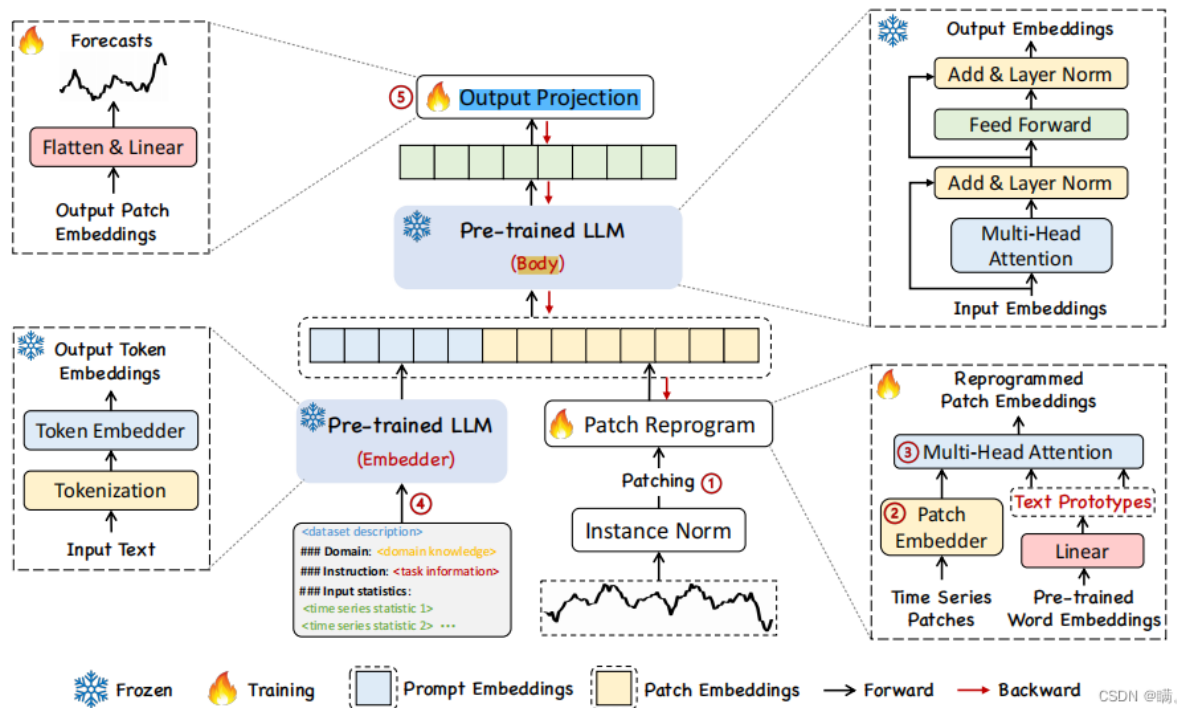 Forecasts
Flatten & Linear
Output Patch
Embeddings
⑤ Output Projection
Pre-trained LLM
(Body)
Output Embeddings
Add & Layer Norm
Feed Forward
Add & Layer Norm
Multi-Head
Attention
Input Embeddings
Output Token
Embeddings
Token Embedder
Tokenization
Input Text
Pre-trained LLM
(Embedder)
④
<dataset description>
### Domain: <domain knowledge>
### Instruction: <task information>
### Input statistics:
<time series statistic 1>
<time series statistic 2> ···
Patch Reprogram
Patching ①
Instance Norm
Reprogrammed
Patch Embeddings
③ Multi-Head Attention
② Patch
Embedder
Text Prototypes
Linear
Time Series
Patches
Pre-trained
Word Embeddings
Frozen
Training
Prompt Embeddings
Patch Embeddings
Forward
Backward
CSDN @瞒。